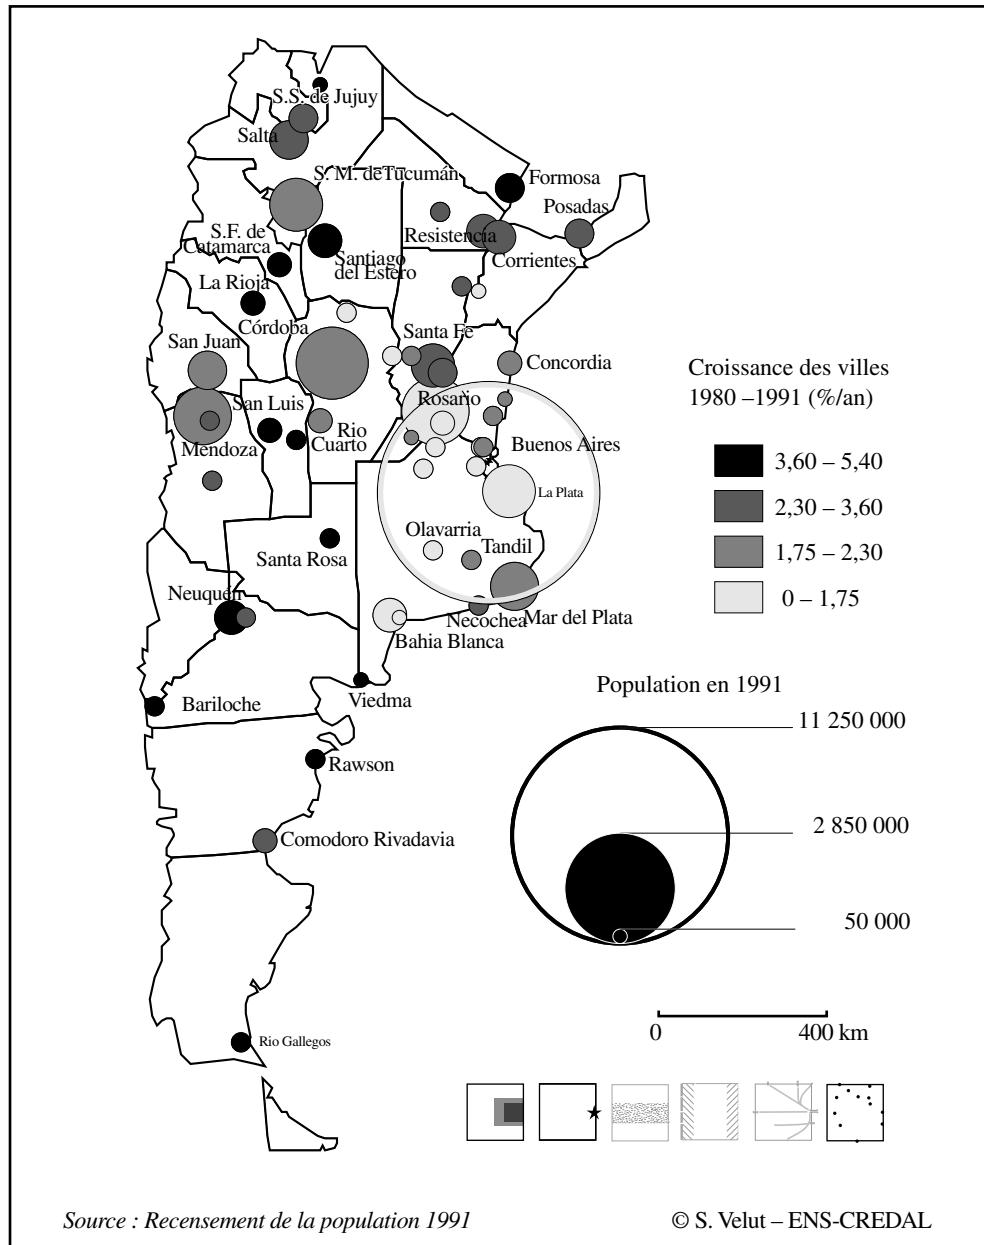 S.S. de Jujuy
Salta
S. M. deTucumán
Formosa
Posadas
S.F. de
Catamarca
Resistencia
Corrientes
Santiago
del Estero
La Rioja
Córdoba
Santa Fe
San Juan
Concordia
San Luis
Rosario
Rio
Cuarto
Mendoza
Buenos Aires
La Plata
Olavarria
Tandil
Santa Rosa
Neuquén
Necochea
Mar del Plata
Bahia Blanca
Bariloche
Viedma
Rawson
Comodoro Rivadavia
Rio Gallegos
Croissance des villes
1980 –1991 (%/an)
3,60 – 5,40
2,30 – 3,60
1,75 – 2,30
0 – 1,75
Population en 1991
11 250 000
2 850 000
50 000
0 400 km
Source : Recensement de la population 1991
© S. Velut – ENS-CREDAL